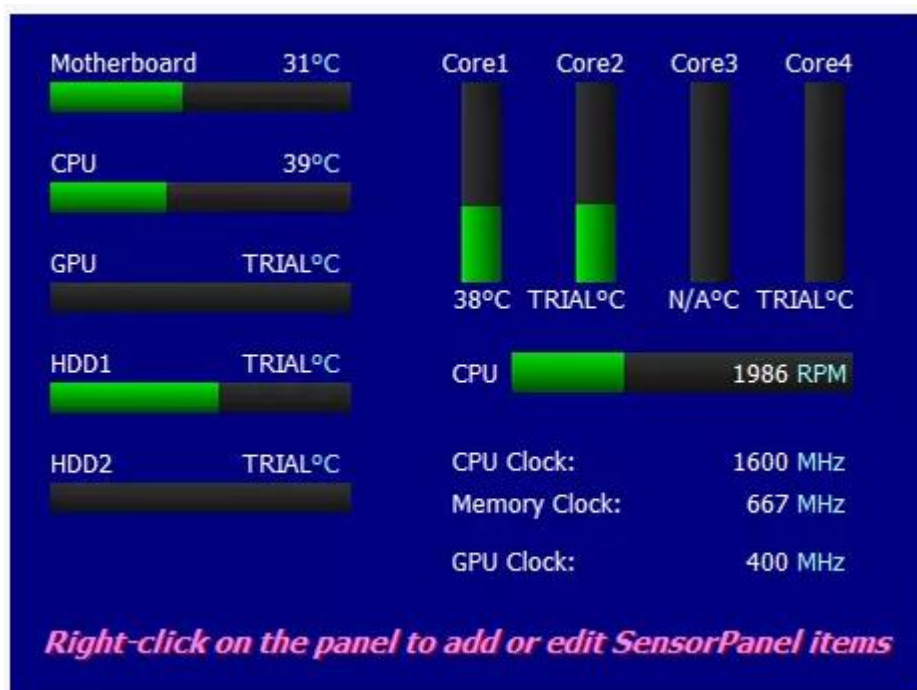 Motherboard 31°C
CPU 39°C
GPU TRIAL°C
HDD1 TRIAL°C
HDD2 TRIAL°C
Core1 Core2 Core3 Core4
38°C TRIAL°C N/A°C TRIAL°C
CPU 1986 RPM
CPU Clock: 1600 MHz
Memory Clock: 667 MHz
GPU Clock: 400 MHz
Right-click on the panel to add or edit SensorPanel items